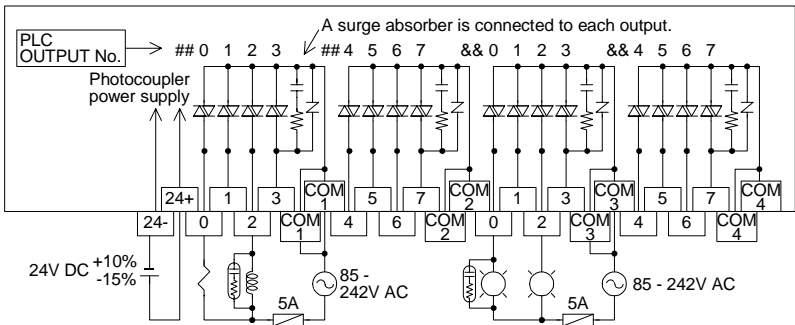 A surge absorber is connected to each output.
PLC
OUTPUT No.
## 0 1 2 3 ## 4 5 6 7 && 0 1 2 3 && 4 5 6 7
Photocoupler
power supply
24+ 1 3 COM 1 5 7 COM 2 1 3 COM 3 5 7 COM 4
24- 0 2 COM 1 4 6 COM 2 0 2 COM 3 4 6 COM 4
24V DC +10%
-15%
85 -
242V AC
85 - 242V AC
5A
5A